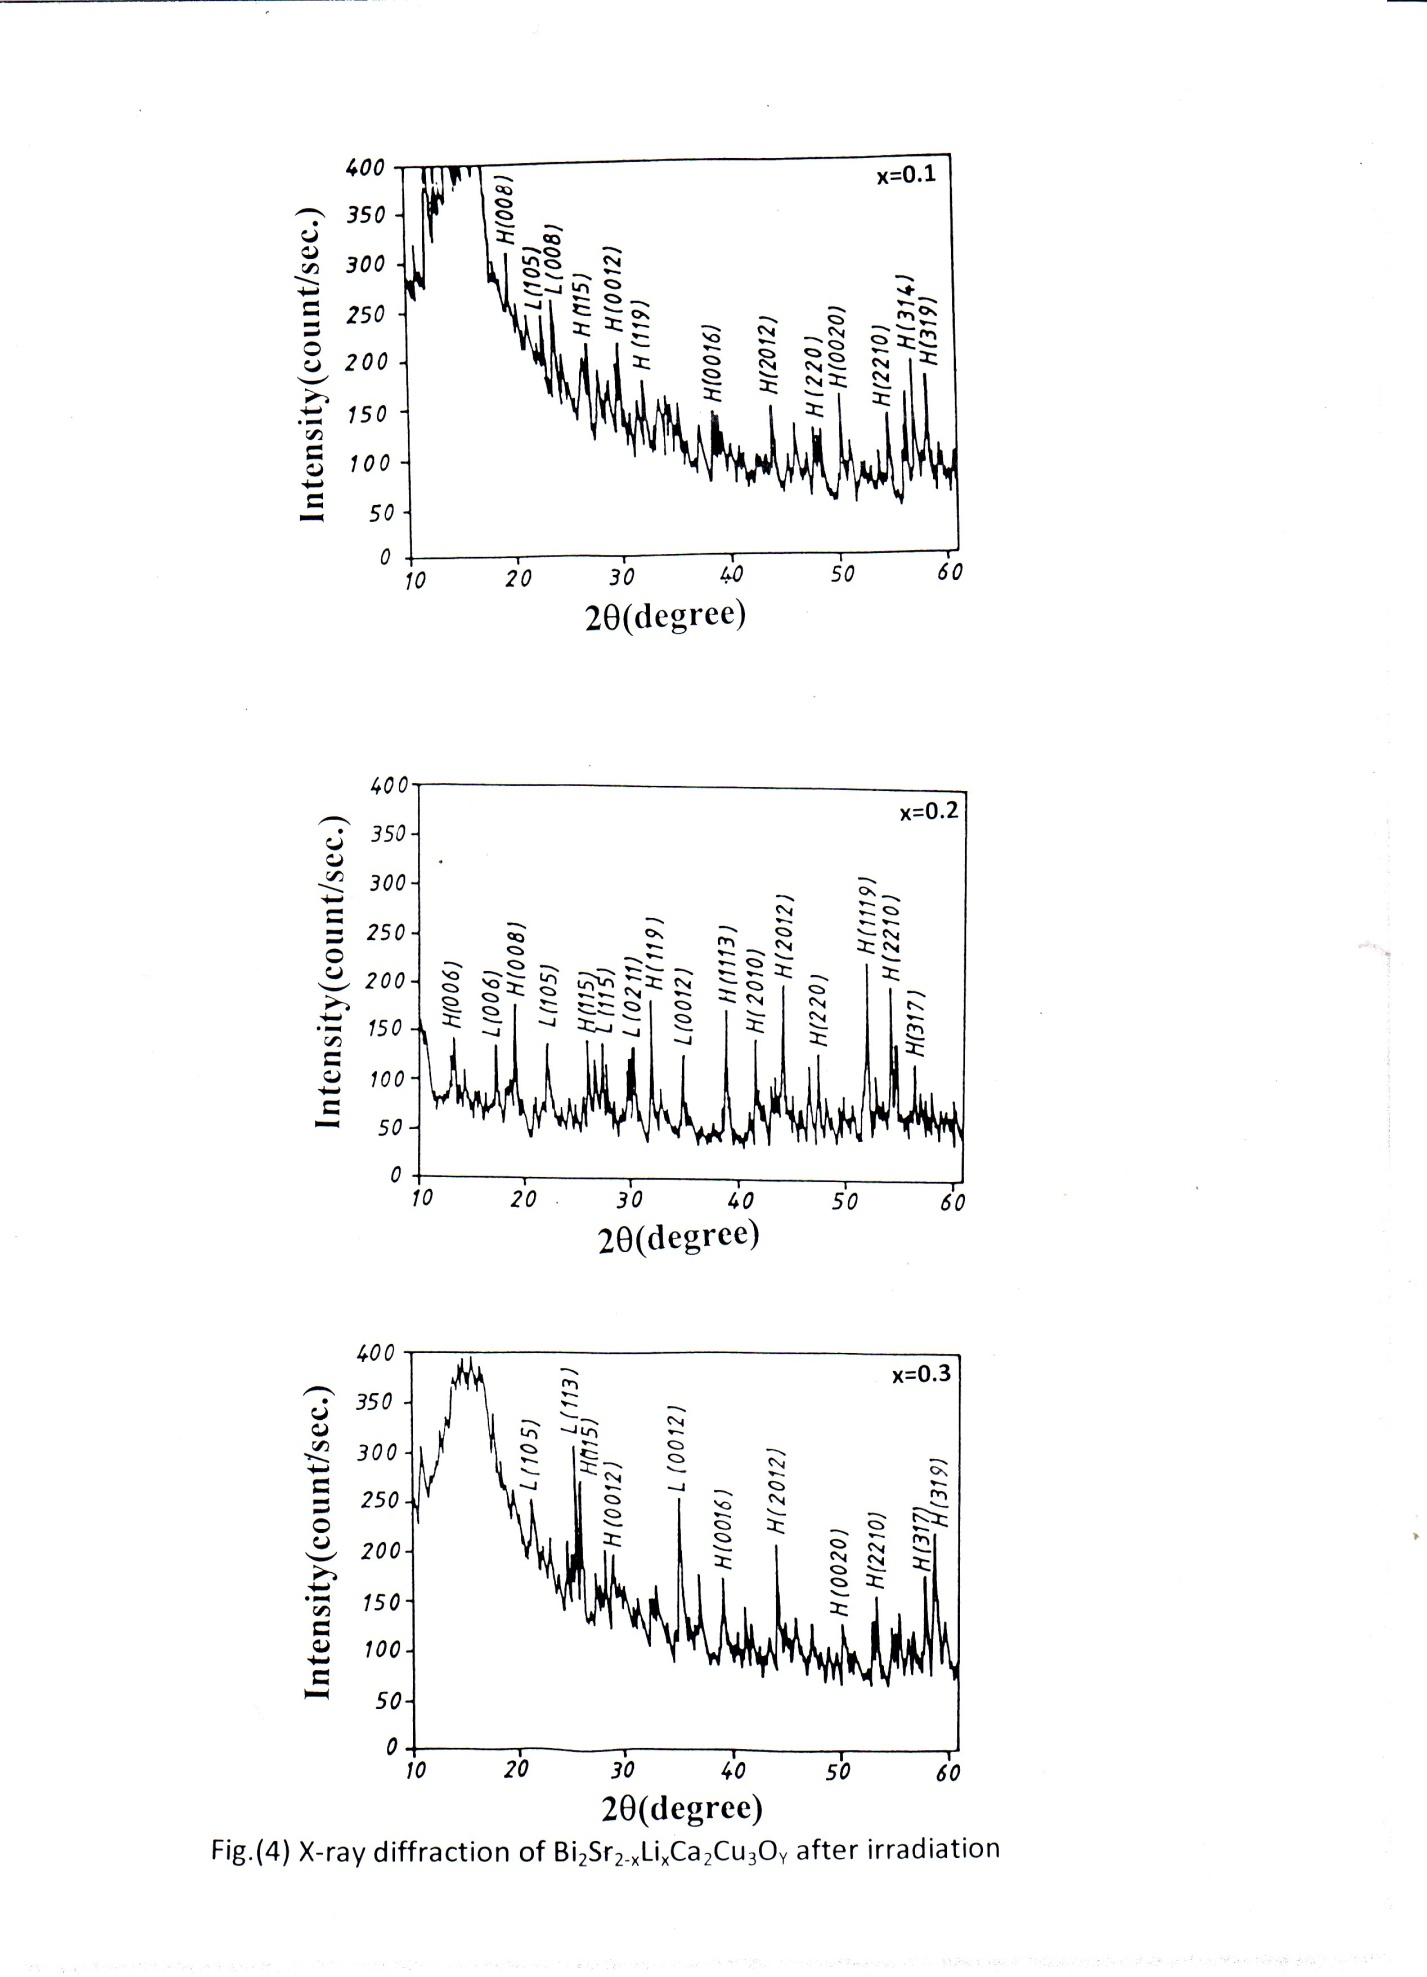 x=0.1
Intensity(count/sec.)
400
350
300
250
200
150
100
50
0
H(008)
L(105)
L(008)
H(115)
H(0012)
H(119)
H(0016)
H(2012)
H(220)
H(0020)
H(2210)
H(314)
H(319)
10 20 30 40 50 60
2θ(degree)
x=0.2
Intensity(count/sec.)
400
350
300
250
200
150
100
50
0
H(006)
L(006)
H(008)
L(105)
H(115)
L(115)
L(0211)
H(119)
L(0012)
H(1113)
H(2010)
H(2012)
H(220)
H(1119)
H(2210)
H(317)
10 20 30 40 50 60
2θ(degree)
x=0.3
Intensity(count/sec.)
400
350
300
250
200
150
100
50
0
L(105)
L(113)
H(115)
H(0012)
L(0012)
H(0016)
H(2012)
H(0020)
H(2210)
H(317)
H(319)
10 20 30 40 50 60
2θ(degree)
Fig.(4) X-ray diffraction of Bi₂Sr₂₋ₓLiₓCa₂Cu₃Oᵧ after irradiation